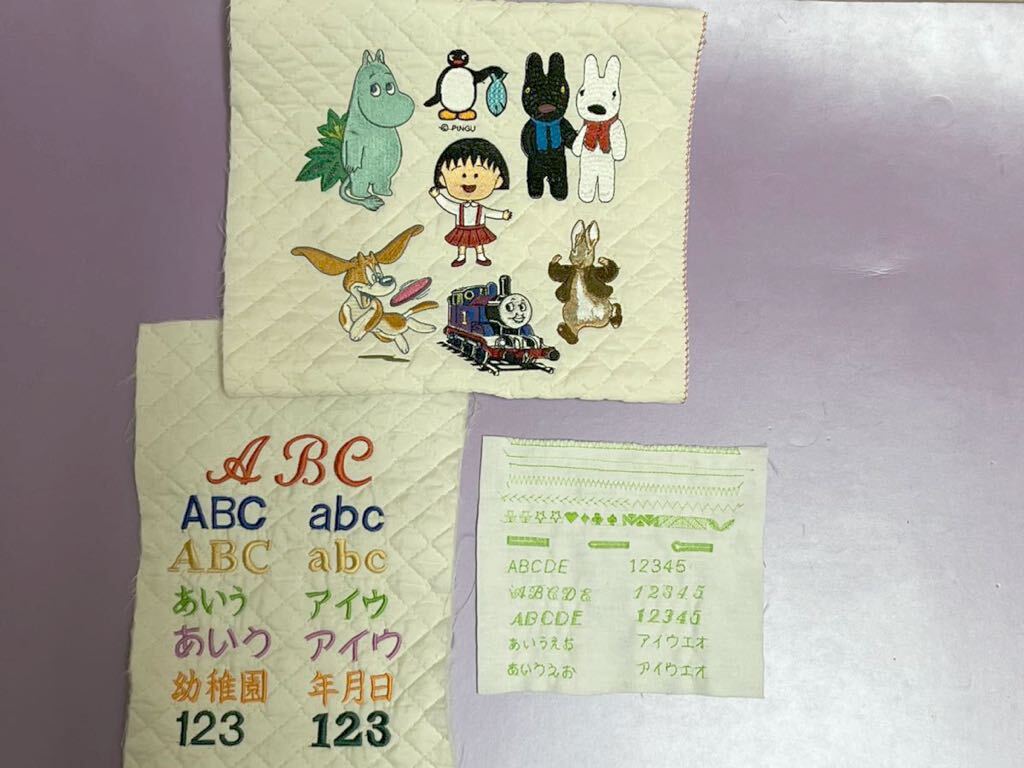 © PINGU
1
ABC
ABC abc
ABC abc
あいう アイウ
あいう アイウ
幼稚園 年月日
123 123
ABCDE 12345
ABCDE 12345
ABCDE 12345
あいうえお アイウエオ
あいうえお アイウエオ